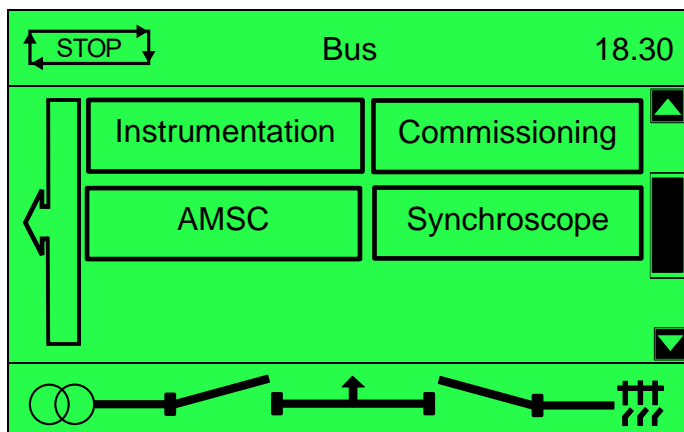 STOP Bus 18.30
Instrumentation Commissioning
AMSC Synchroscope